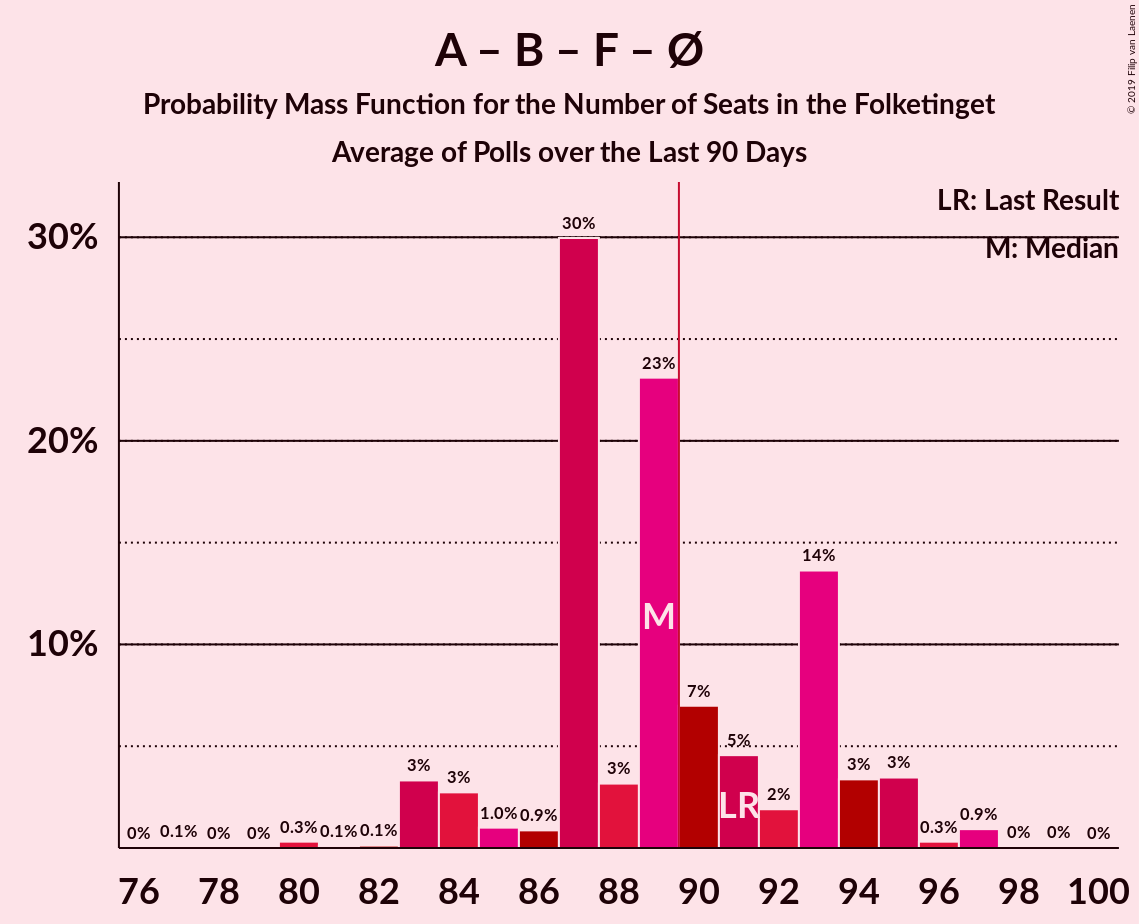 A – B – F – Ø
Probability Mass Function for the Number of Seats in the Folketinget
Average of Polls over the Last 90 Days
© 2019 Filip van Laenen
LR: Last Result
M: Median
30%
20%
10%
0% 0.1% 0% 0% 0.3% 0.1% 0.1% 3% 3% 1.0% 0.9% 30% 3% 23% 7% 5% 2% 14% 3% 3% 0.3% 0.9% 0% 0% 0%
M
LR
76 78 80 82 84 86 88 90 92 94 96 98 100